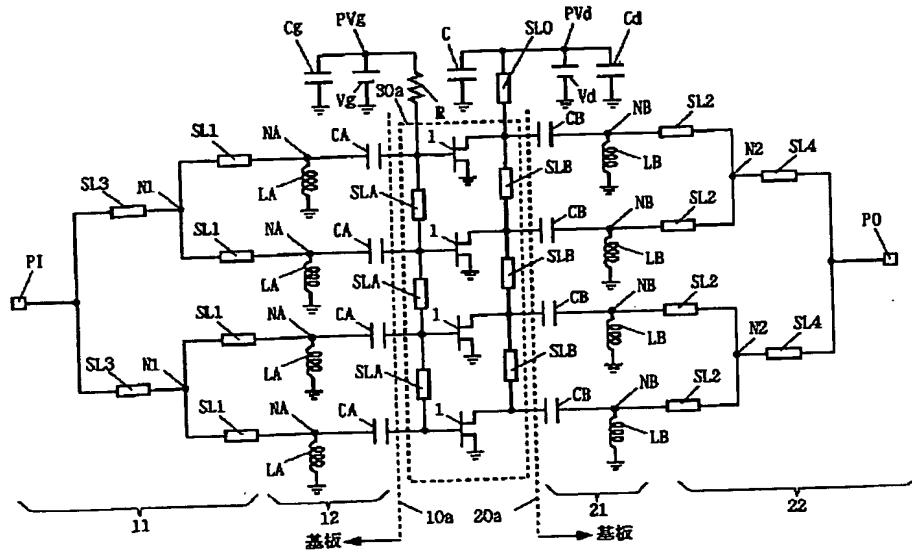 Cg PVg C SLO PVd Cd
30a Vg R Vd
SL1 NA CA 1 CB NB SL2
SL3 N1 LA SLA SLB LB N2 SL4
SL1 NA CA 1 CB NB SL2
PI LA SLA SLB LB PO
SL1 NA CA 1 CB NB SL2
SL3 N1 LA SLA SLB LB N2 SL4
SL1 NA CA 1 CB NB SL2
LA LB
11 12 10a 20a 21 22
基板 基板